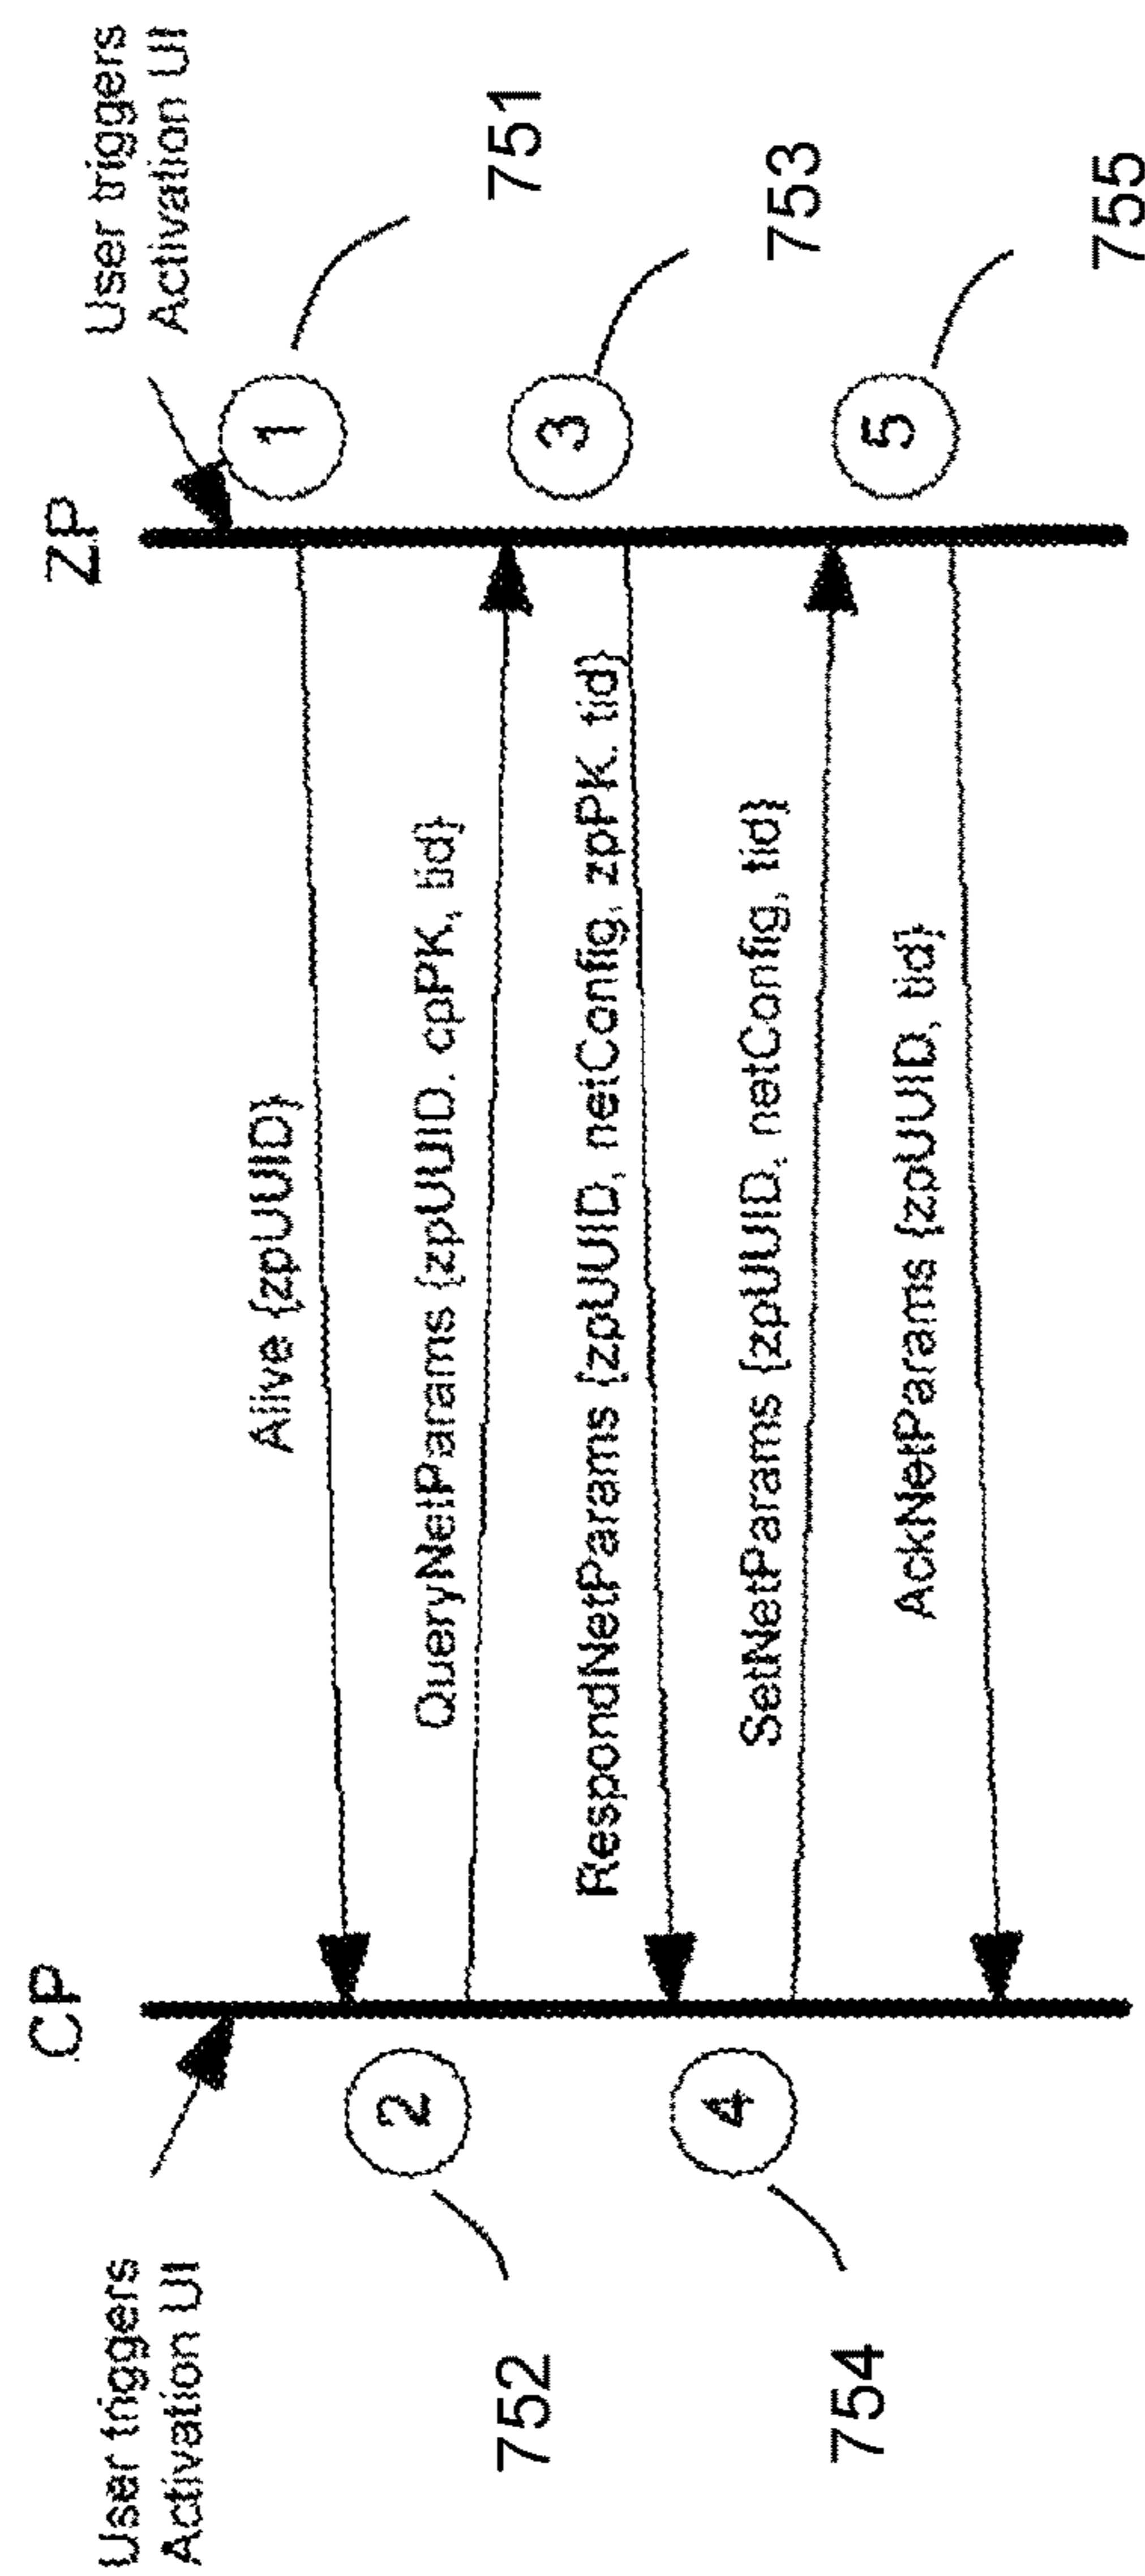 CP
ZP
User triggers
Activation UI
User triggers
Activation UI
1
751
Alive {zpUUID}
2
752
QueryNetParams {zpUUID, cpPK, tid}
3
753
RespondNetParams {zpUUID, netConfig, zpPK, tid}
4
754
SetNetParams {zpUUID, netConfig, tid}
5
755
AckNetParams {zpUUID, tid}